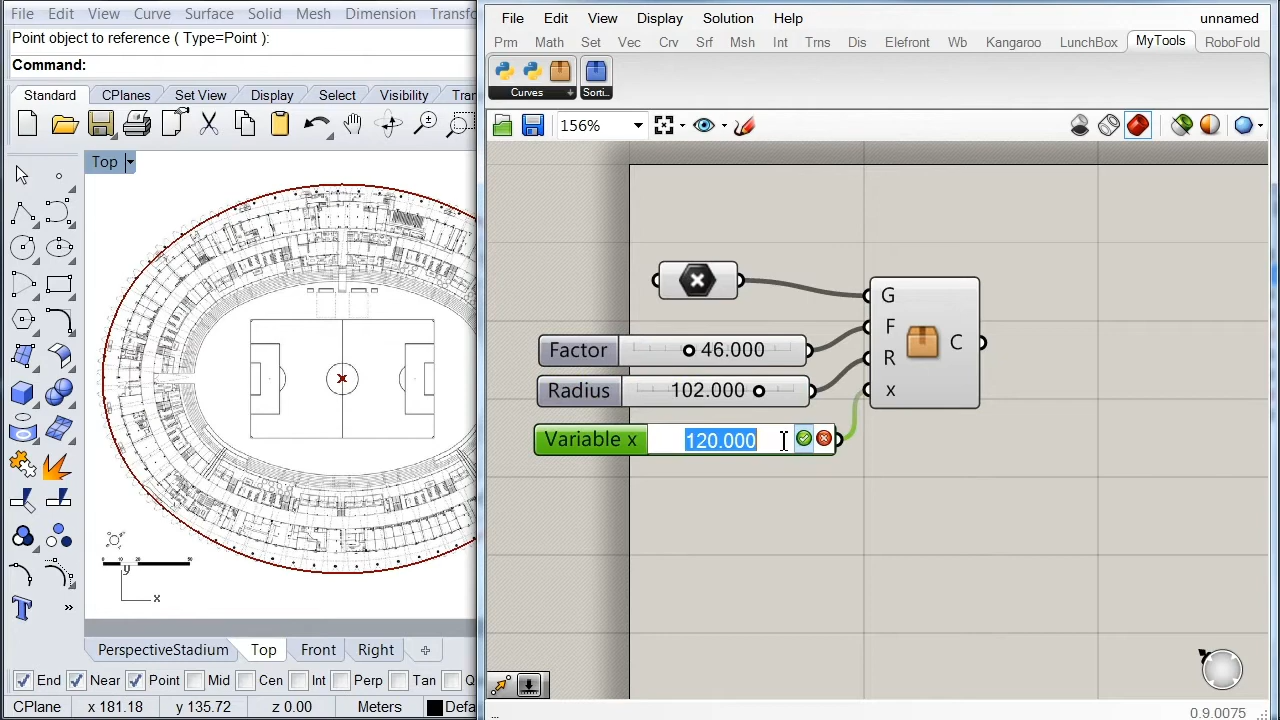 File Edit View Curve Surface Solid Mesh Dimension Transfo
Point object to reference ( Type=Point ):
Command:
Standard CPlanes Set View Display Select Visibility Tran
Top
y
x
PerspectiveStadium Top Front Right
End Near Point Mid Cen Int Perp Tan Q
CPlane x 181.18 y 135.72 z 0.00 Meters Defa
File Edit View Display Solution Help unnamed
Prm Math Set Vec Crv Srf Msh Int Trns Dis Elefront Wb Kangaroo LunchBox MyTools RoboFold
Curves + Sorti..
156%
G
F
R
x
C
Factor 46.000
Radius 102.000
Variable x 120.000
...
0.9.0075